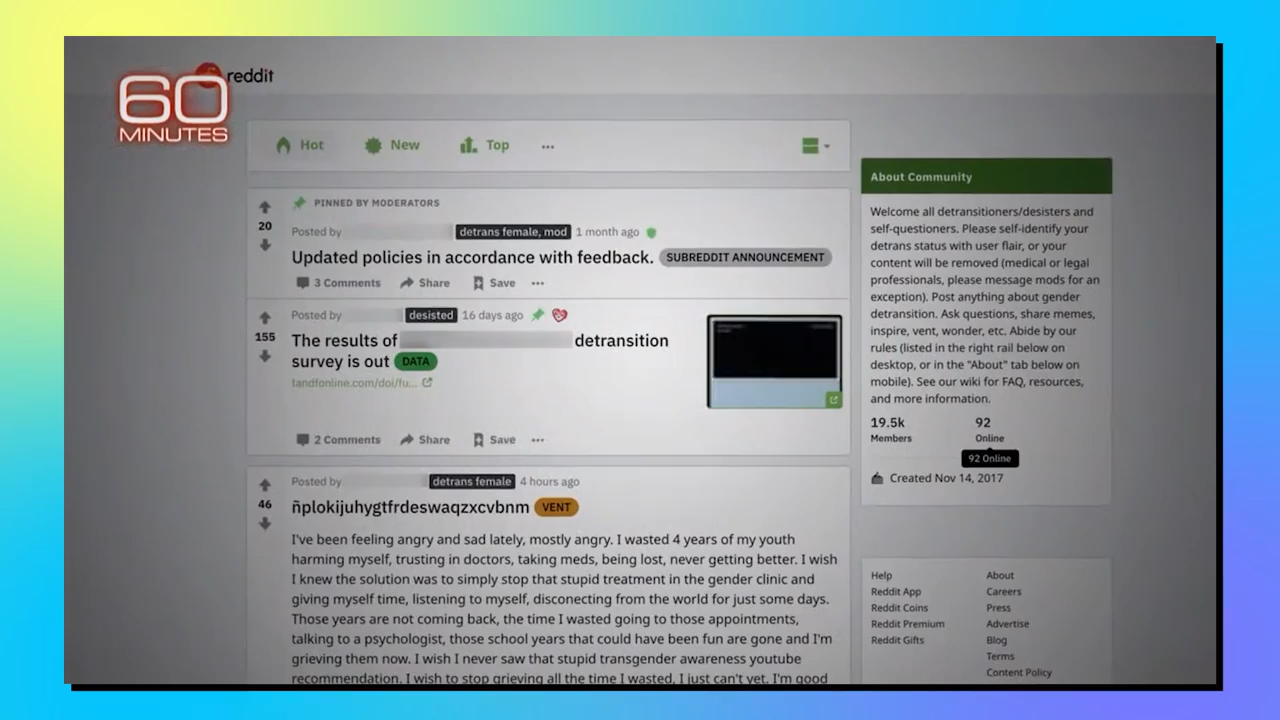 reddit
60
MINUTES
Hot New Top ...
PINNED BY MODERATORS
20
Posted by detrans female, mod 1 month ago
Updated policies in accordance with feedback. SUBREDDIT ANNOUNCEMENT
3 Comments Share Save ...
Posted by desisted 16 days ago
155
The results of detransition
survey is out DATA
tandfonline.com/doi/fu...
2 Comments Share Save ...
Posted by detrans female 4 hours ago
46
ñplokijuhygtfrdeswaqzxcvbnm VENT
I've been feeling angry and sad lately, mostly angry. I wasted 4 years of my youth
harming myself, trusting in doctors, taking meds, being lost, never getting better. I wish
I knew the solution was to simply stop that stupid treatment in the gender clinic and
giving myself time, listening to myself, disconecting from the world for just some days.
Those years are not coming back, the time I wasted going to those appointments,
talking to a psychologist, those school years that could have been fun are gone and I'm
grieving them now. I wish I never saw that stupid transgender awareness youtube
recommendation. I wish to stop grieving all the time I wasted, I just can't yet. I'm good
About Community
Welcome all detransitioners/desisters and
self-questioners. Please self-identify your
detrans status with user flair, or your
content will be removed (medical or legal
professionals, please message mods for an
exception). Post anything about gender
detransition. Ask questions, share memes,
inspire, vent, wonder, etc. Abide by our
rules (listed in the right rail below on
desktop, or in the "About" tab below on
mobile). See our wiki for FAQ, resources,
and more information.
19.5k 92
Members Online
92 Online
Created Nov 14, 2017
Help About
Reddit App Careers
Reddit Coins Press
Reddit Premium Advertise
Reddit Gifts Blog
Terms
Content Policy